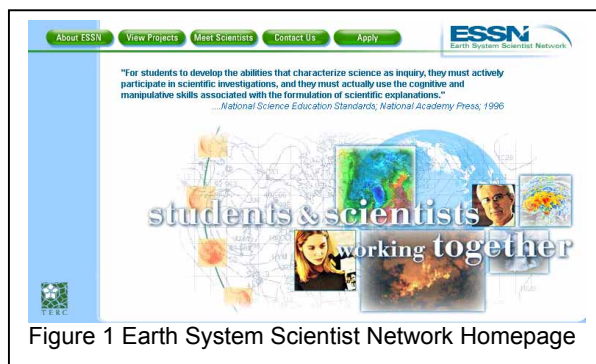 About ESSN
View Projects
Meet Scientists
Contact Us
Apply
ESSN
Earth System Scientist Network
"For students to develop the abilities that characterize science as inquiry, they must actively
participate in scientific investigations, and they must actually use the cognitive and
manipulative skills associated with the formulation of scientific explanations."
....National Science Education Standards; National Academy Press; 1996
students & scientists
working together
TERC
Figure 1 Earth System Scientist Network Homepage